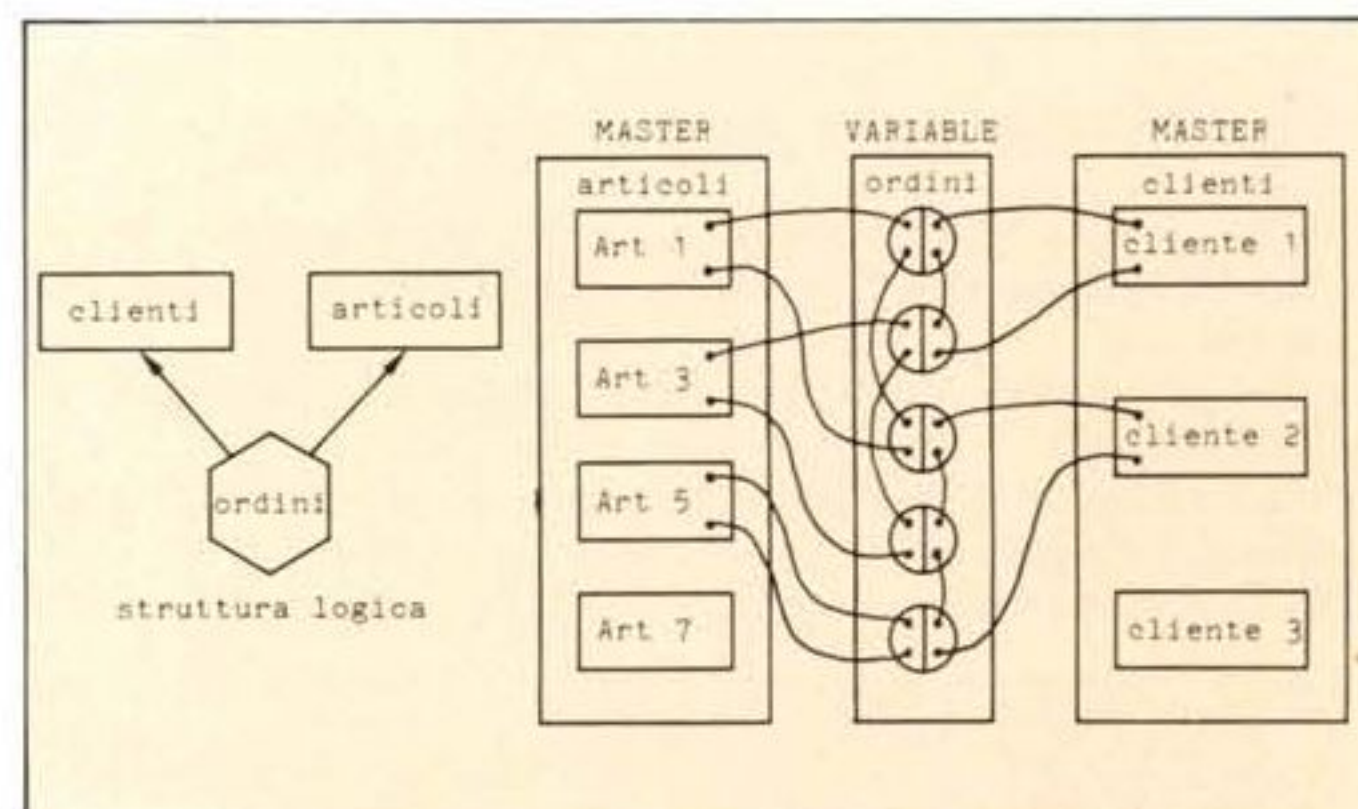 MASTER VARIABLE MASTER
articoli ordini clienti
Art 1 cliente 1
clienti articoli
Art 3
cliente 2
Art 5
ordini
struttura logica
Art 7 cliente 3